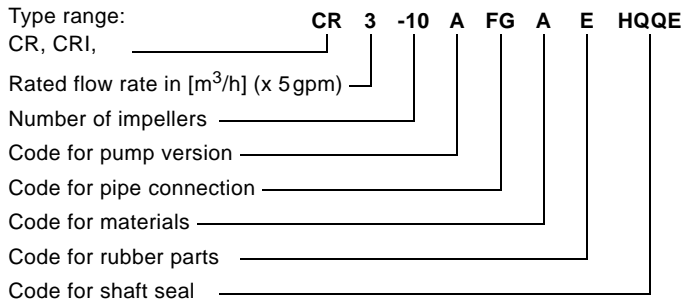 Type range:
CR 3 -10 A FG A E HQQE
CR, CRI,
Rated flow rate in [m³/h] (x 5 gpm)
Number of impellers
Code for pump version
Code for pipe connection
Code for materials
Code for rubber parts
Code for shaft seal